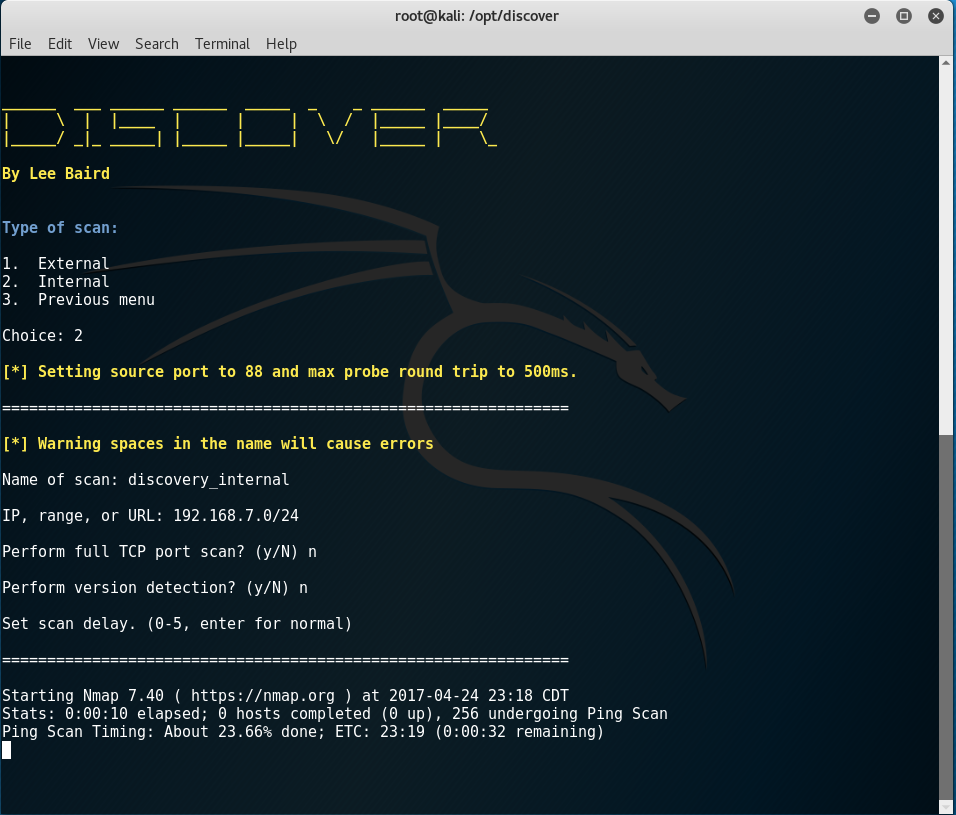 root@kali: /opt/discover
File Edit View Search Terminal Help
DISCOVER
By Lee Baird
Type of scan:
1.  External
2.  Internal
3.  Previous menu
Choice: 2
[*] Setting source port to 88 and max probe round trip to 500ms.
===============================================================
[*] Warning spaces in the name will cause errors
Name of scan: discovery_internal
IP, range, or URL: 192.168.7.0/24
Perform full TCP port scan? (y/N) n
Perform version detection? (y/N) n
Set scan delay. (0-5, enter for normal)
===============================================================
Starting Nmap 7.40 ( https://nmap.org ) at 2017-04-24 23:18 CDT
Stats: 0:00:10 elapsed; 0 hosts completed (0 up), 256 undergoing Ping Scan
Ping Scan Timing: About 23.66% done; ETC: 23:19 (0:00:32 remaining)